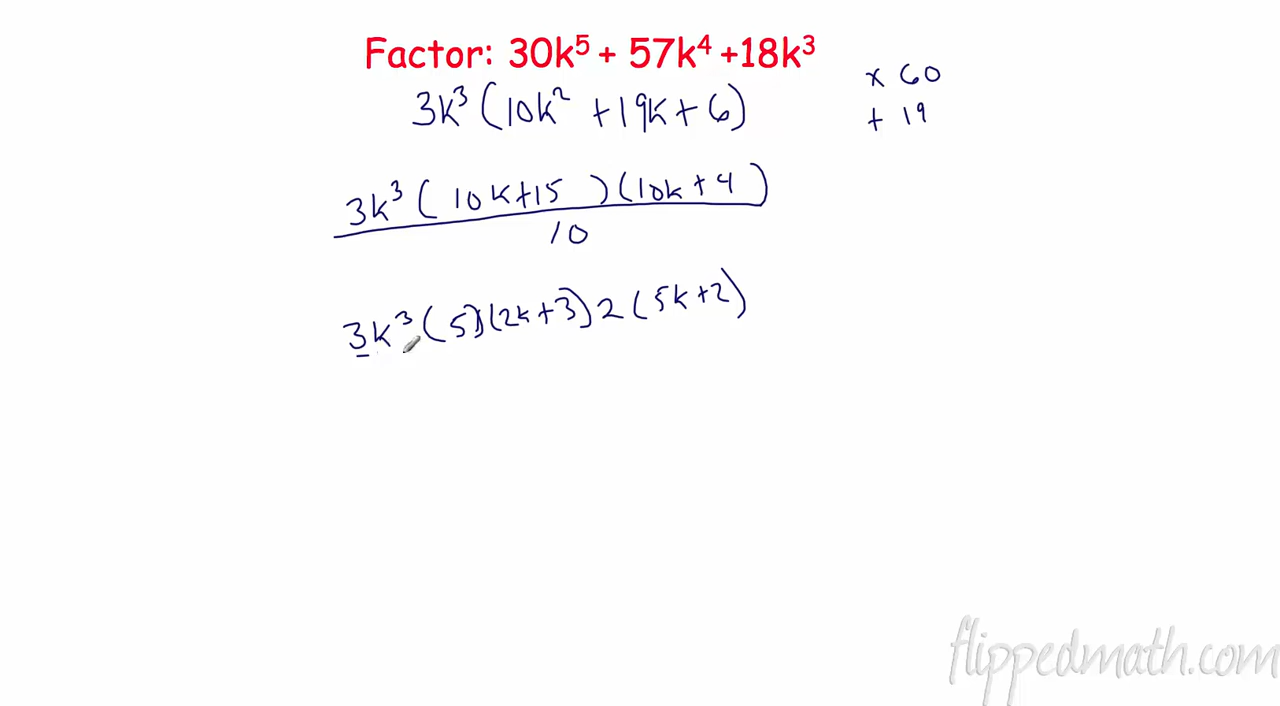 Factor: 30k⁵ + 57k⁴ +18k³
x 60
3k³ (10k² + 19k + 6)
+ 19
3k³ ( 10k+15 ) (10k + 4 )
10
3k³ (5)(2k+3) 2 (5k+2)
flippedmath.com